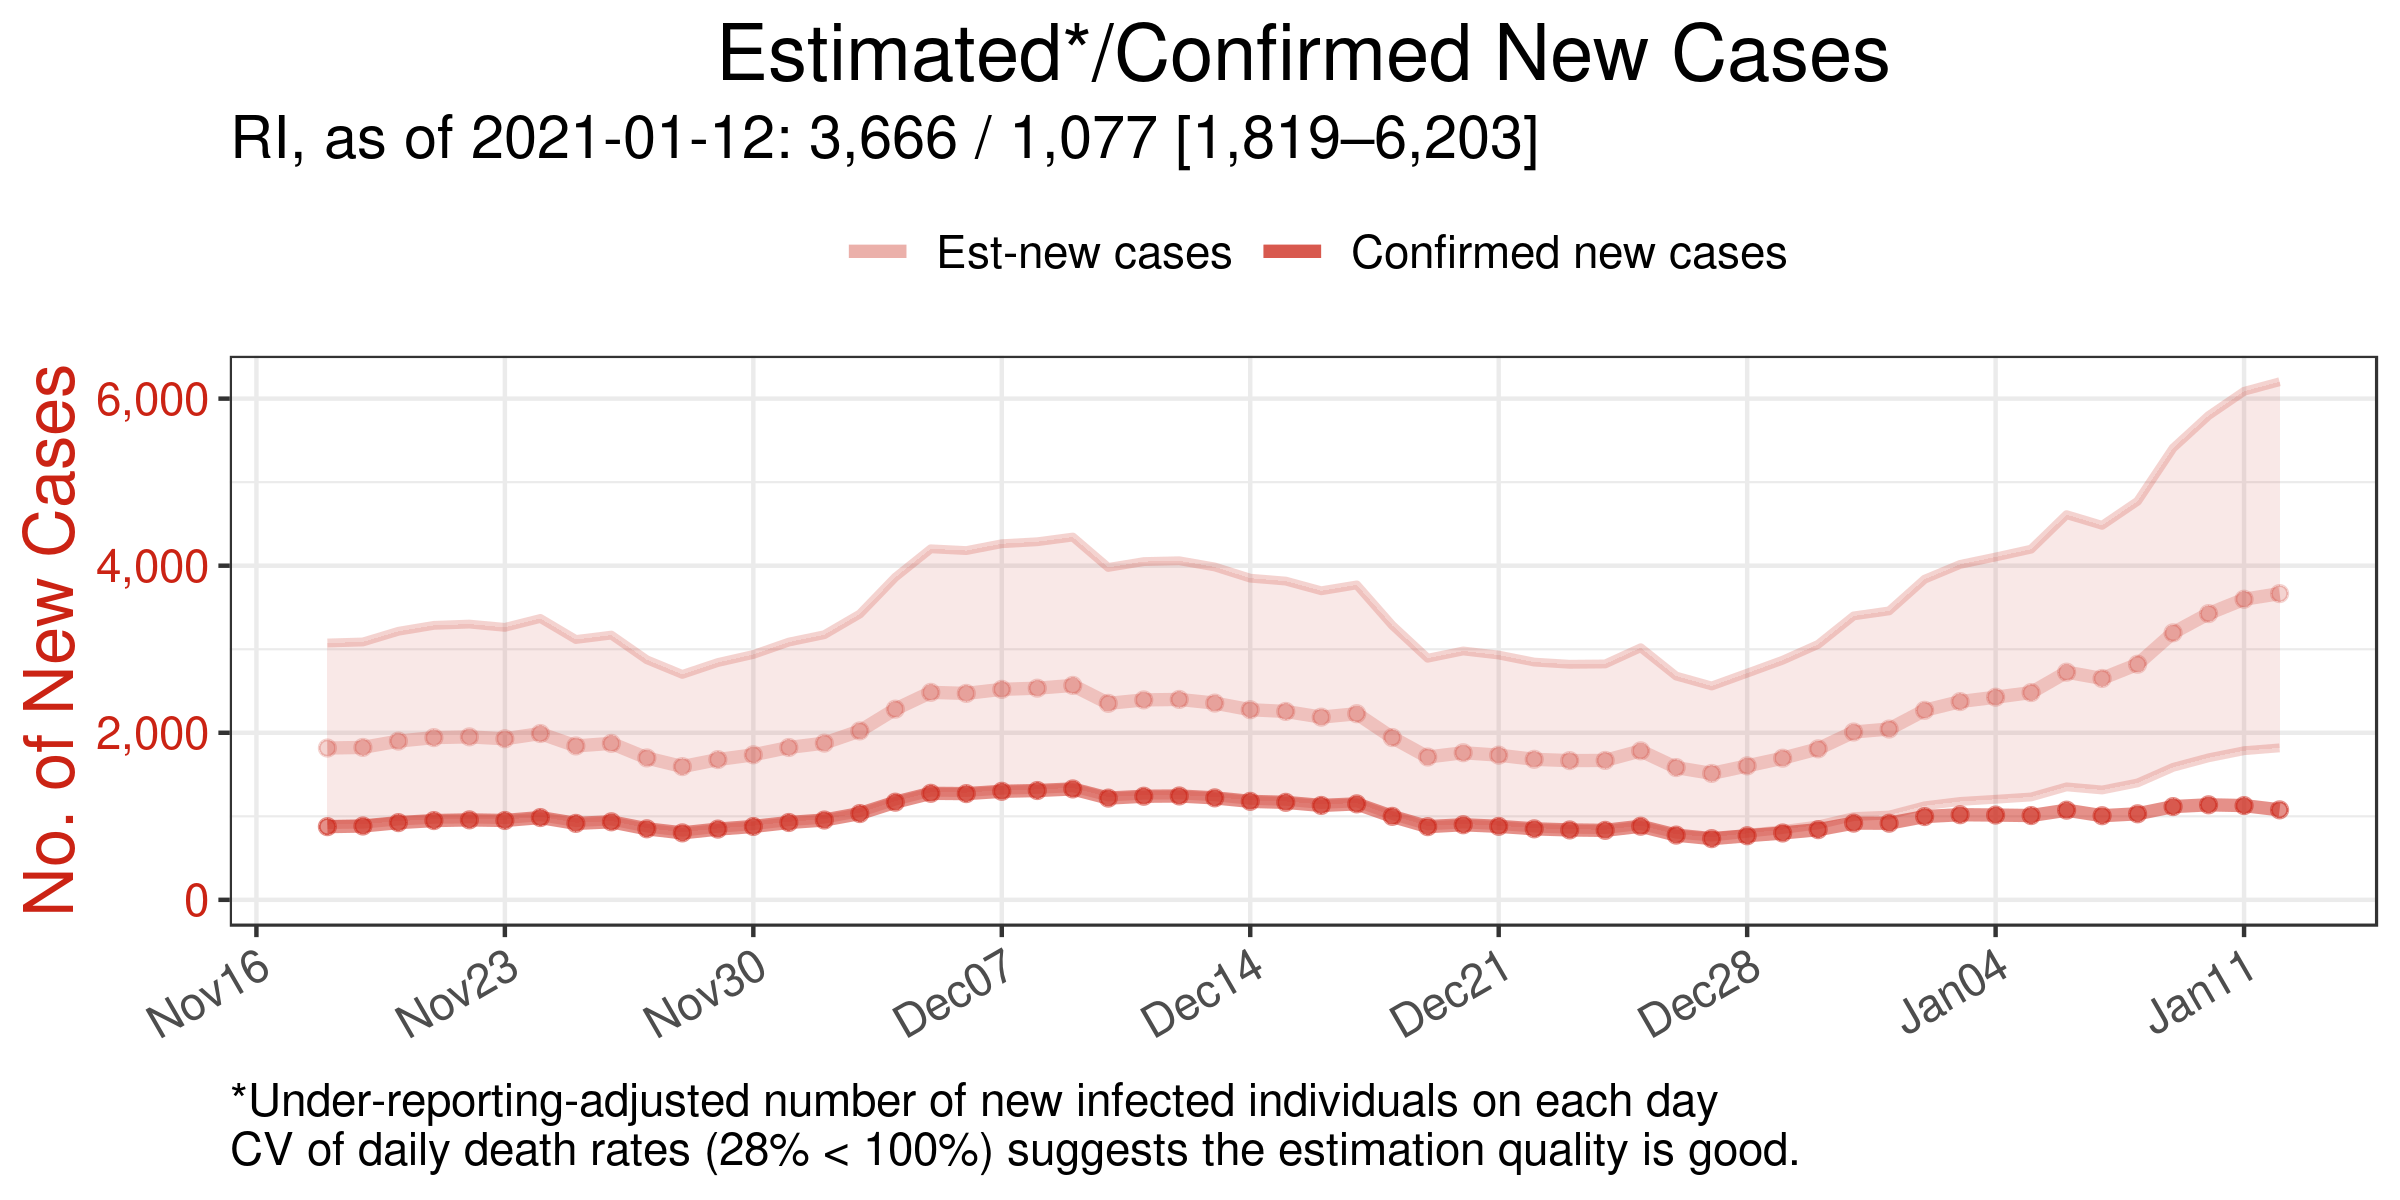 Estimated*/Confirmed New Cases
RI, as of 2021-01-12: 3,666 / 1,077 [1,819–6,203]
Est-new cases
Confirmed new cases
No. of New Cases
6,000
4,000
2,000
0
Nov16
Nov23
Nov30
Dec07
Dec14
Dec21
Dec28
Jan04
Jan11
*Under-reporting-adjusted number of new infected individuals on each day
CV of daily death rates (28% < 100%) suggests the estimation quality is good.